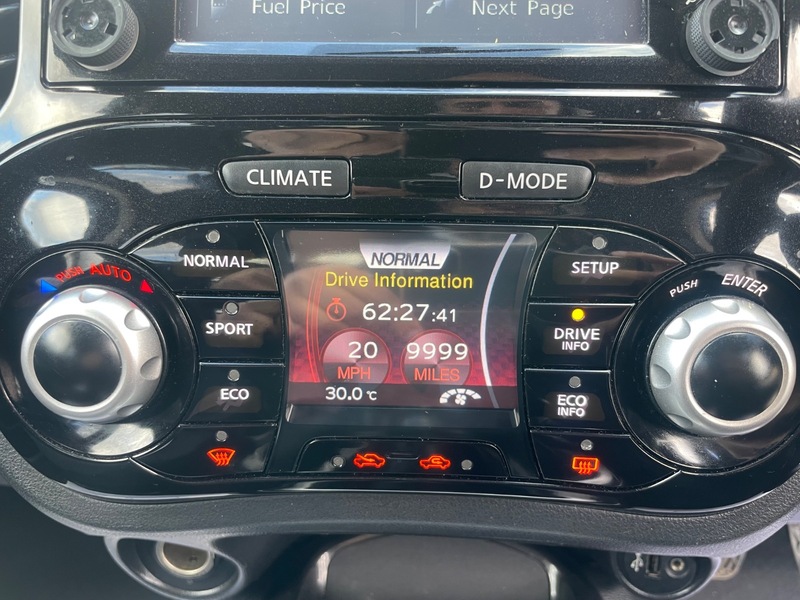 Fuel Price
Next Page
CLIMATE
D-MODE
PUSH AUTO
NORMAL
SPORT
ECO
NORMAL
Drive Information
62:27:41
20
MPH
9999
MILES
30.0 °C
SETUP
DRIVE
INFO
ECO
INFO
PUSH ENTER